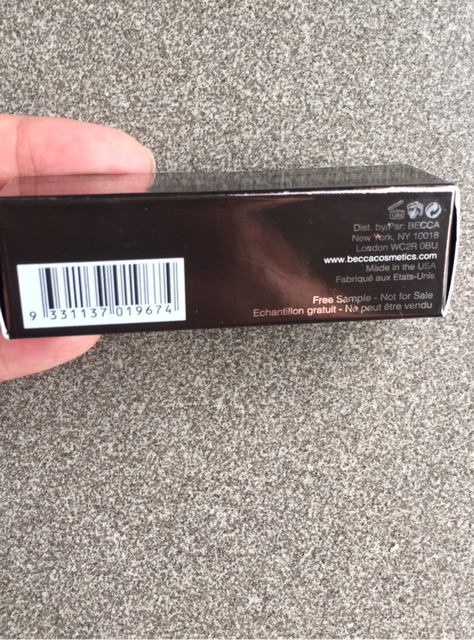 Dist. by/Par: BECCA
New York, NY 10018
London WC2R 0BU
www.beccacosmetics.com
Made in the USA
Fabriqué aux Etats-Unis
Free Sample - Not for Sale
Echantillon gratuit - Ne peut être vendu
9 331137 019674